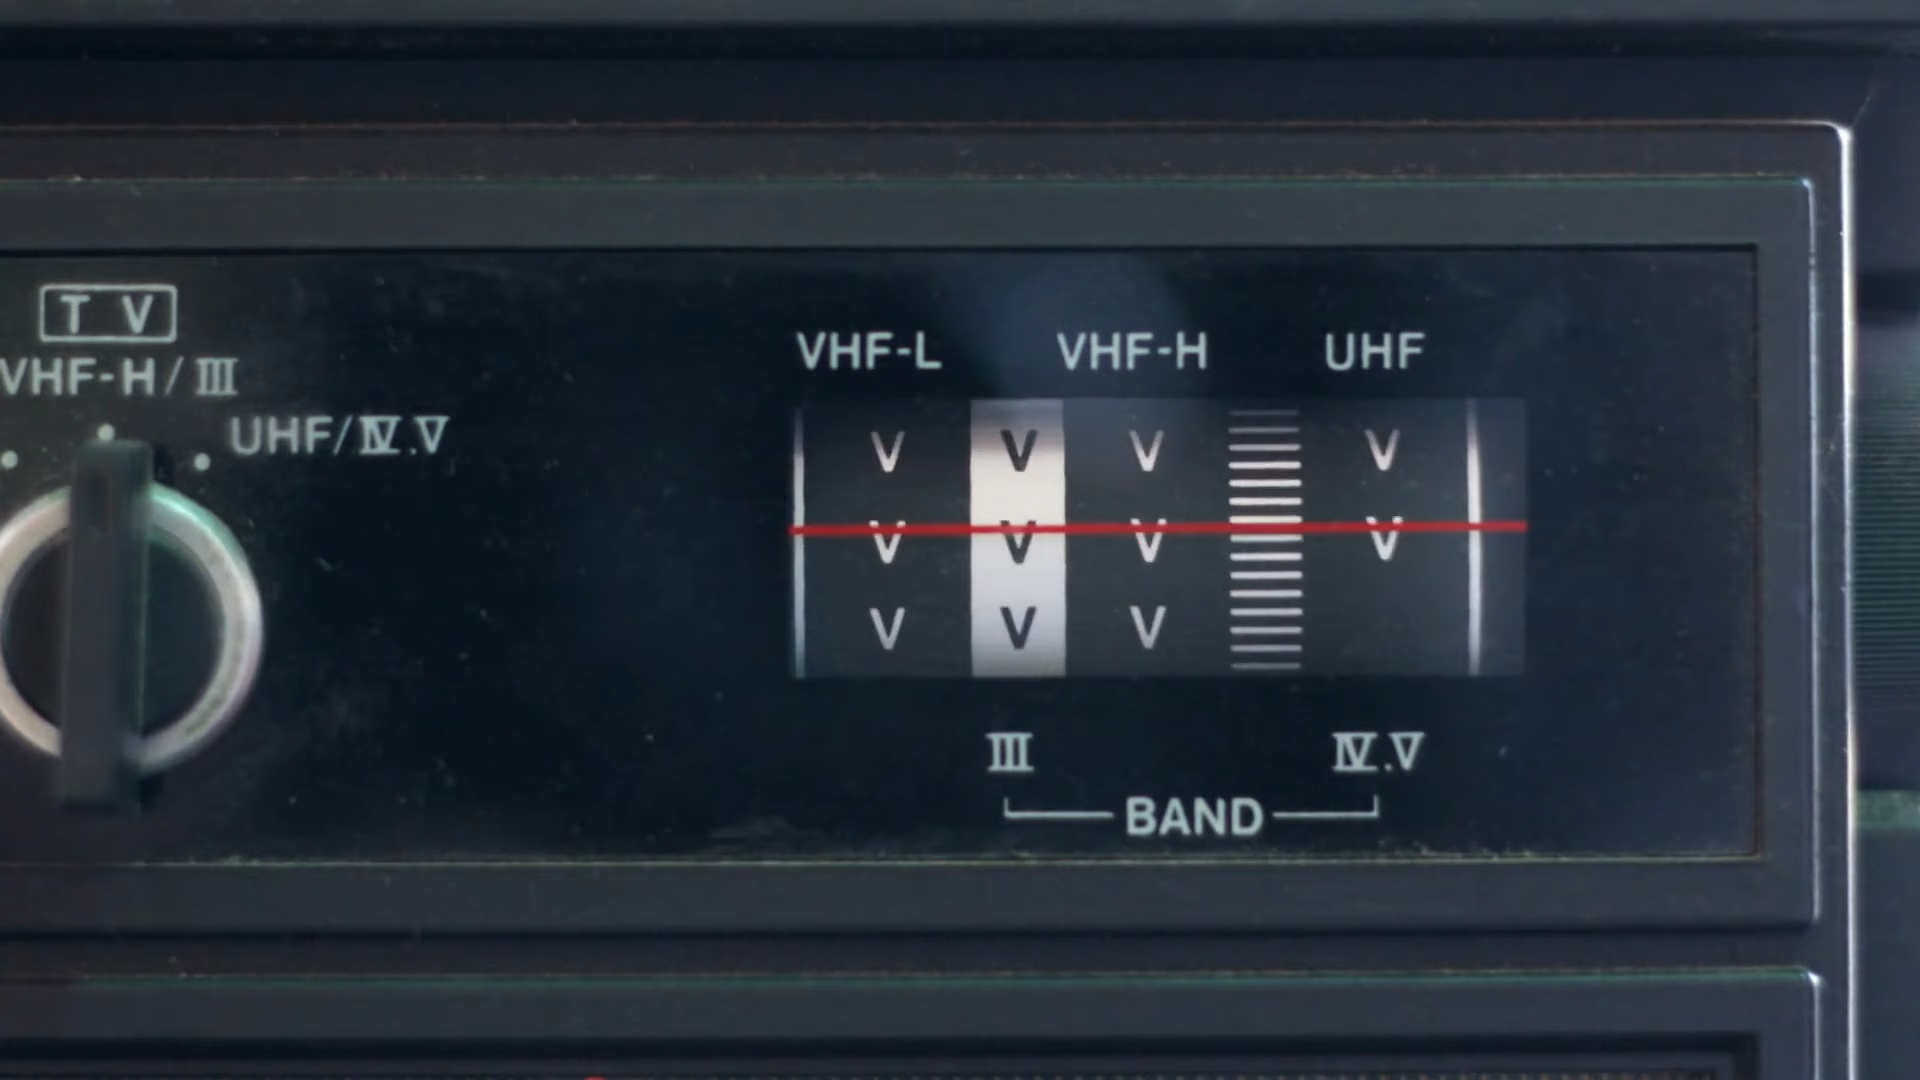 TV
VHF-H/III
UHF/IV.V
VHF-L VHF-H UHF
V V V V
V V V V
V V V
III IV.V
BAND